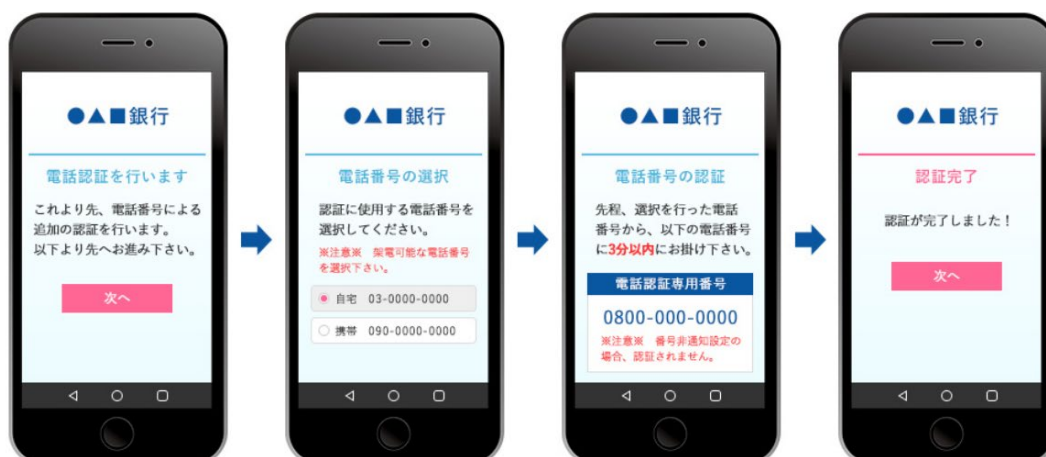 ●▲■銀行
電話認証を行います
これより先、電話番号による
追加の認証を行います。
以下より先へお進み下さい。
次へ
●▲■銀行
電話番号の選択
認証に使用する電話番号を
選択してください。
※注意※ 架電可能な電話番号
を選択下さい。
自宅 03-0000-0000
携帯 090-0000-0000
●▲■銀行
電話番号の認証
先程、選択を行った電話
番号から、以下の電話番号
に3分以内にお掛け下さい。
電話認証専用番号
0800-000-0000
※注意※ 番号非通知設定の
場合、認証されません。
●▲■銀行
認証完了
認証が完了しました！
次へ